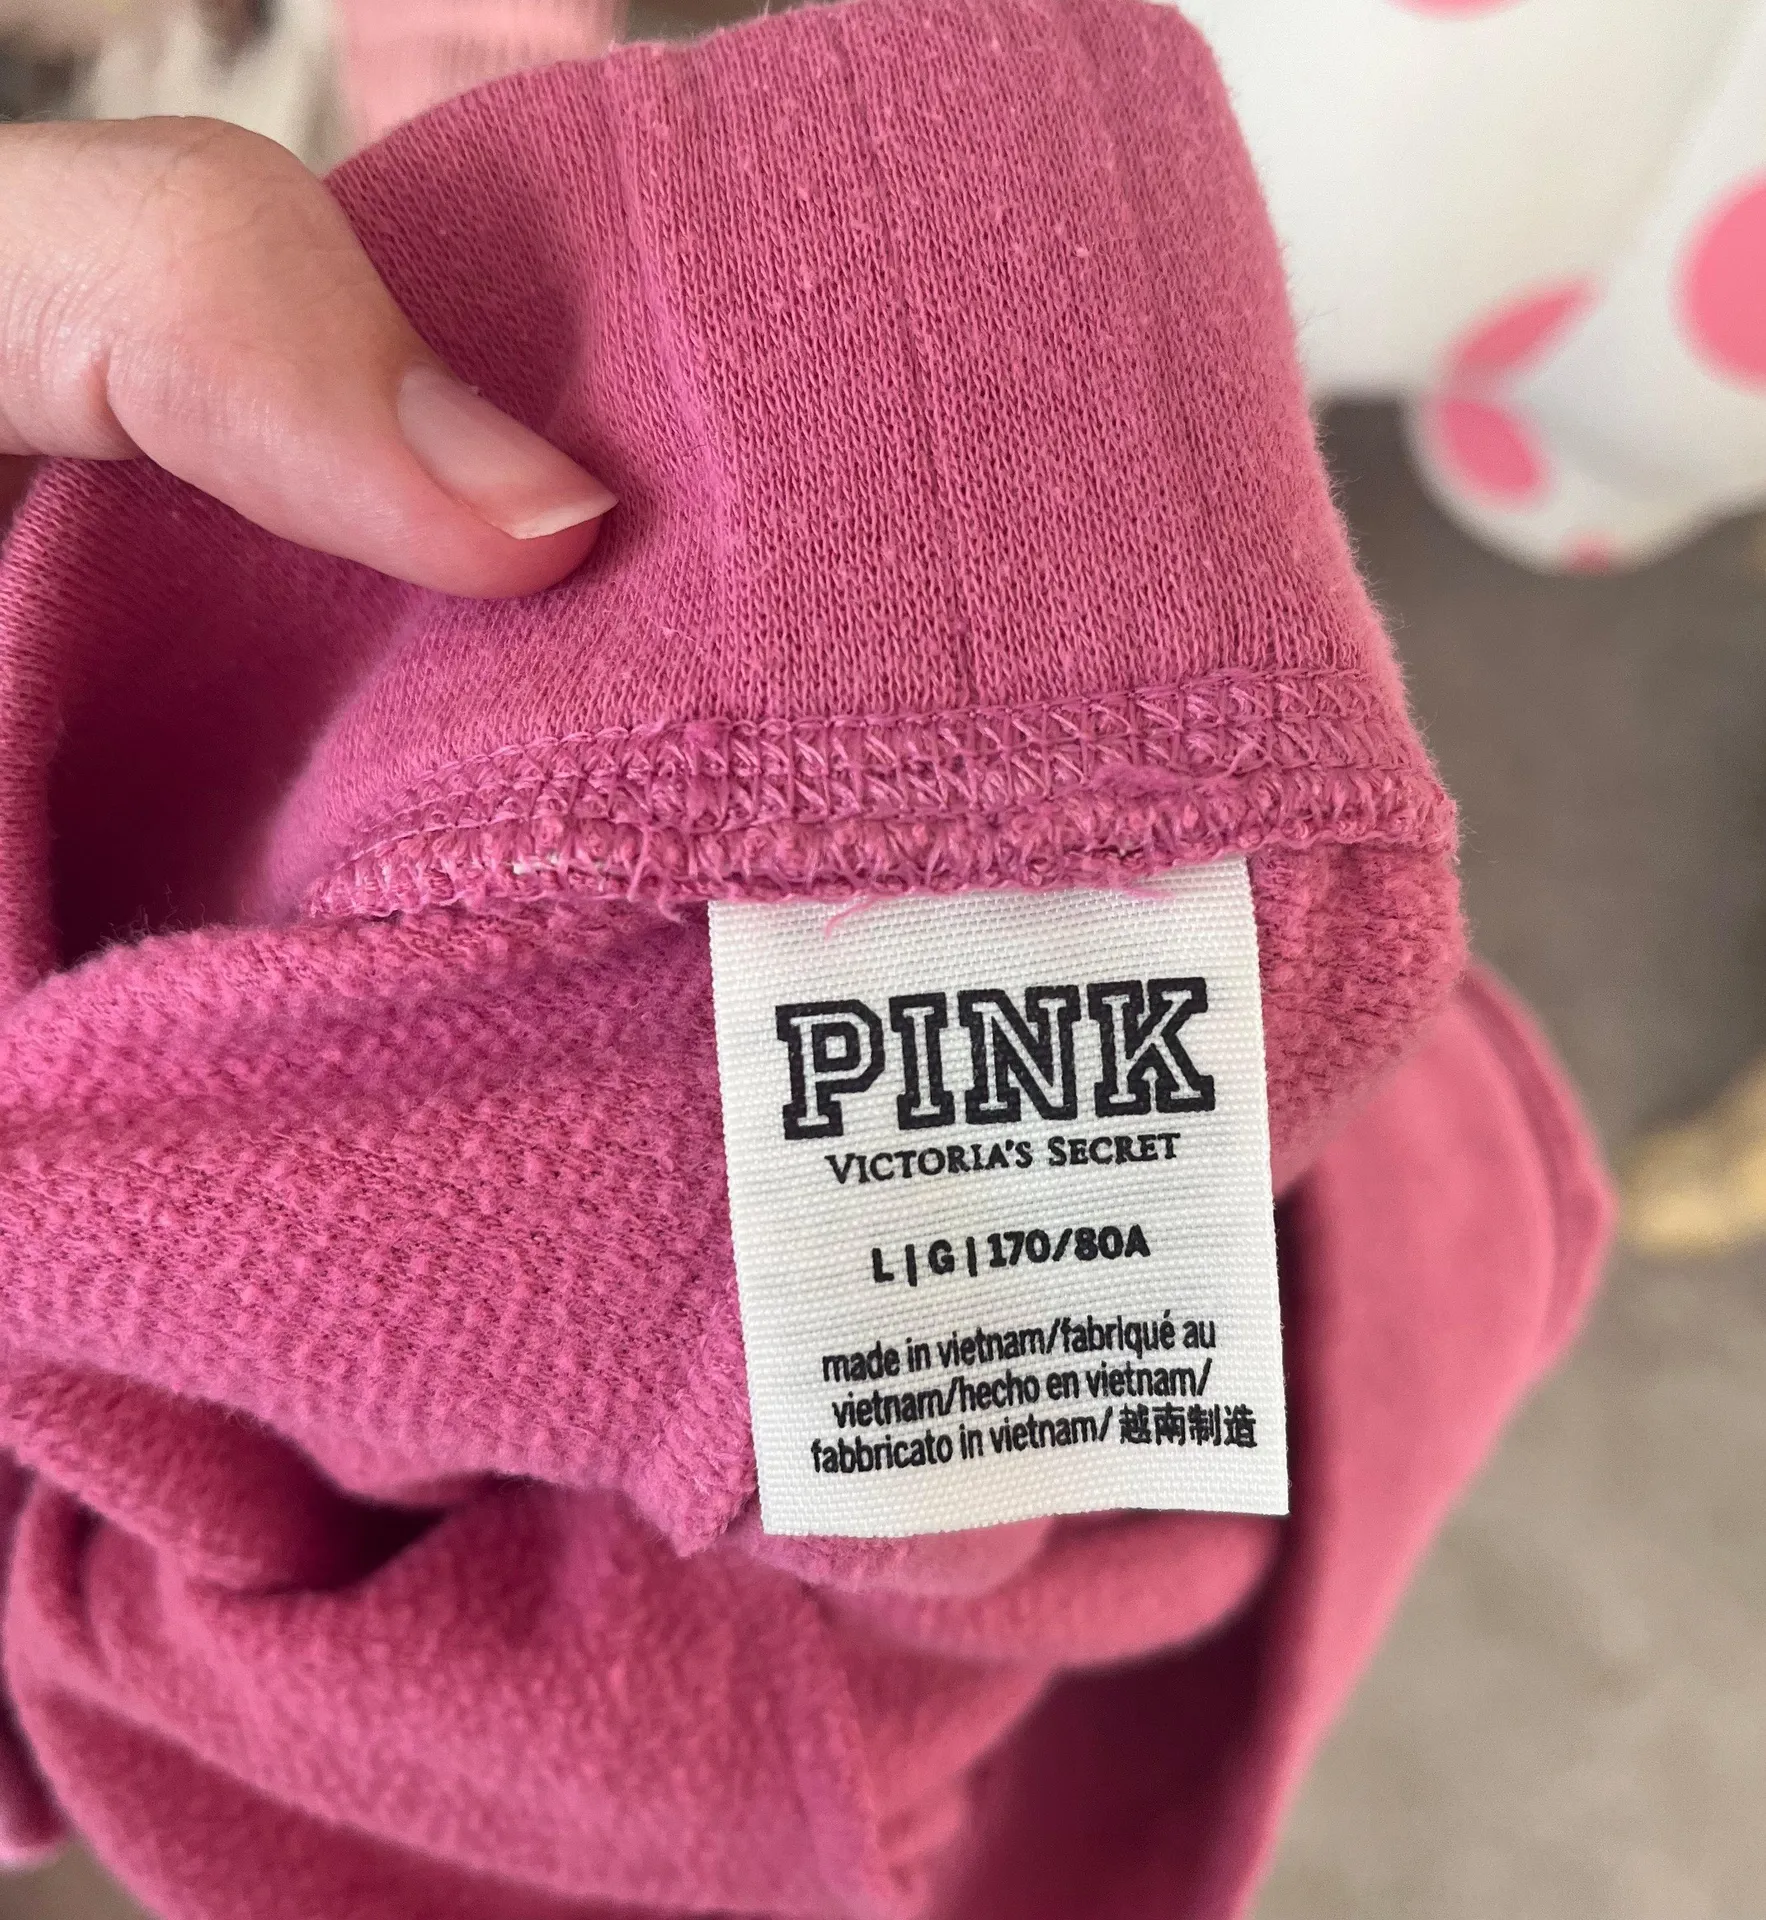 PINK
VICTORIA'S SECRET
L | G | 170/80A
made in vietnam/fabriqué au
vietnam/hecho en vietnam/
fabbricato in vietnam/ 越南制造